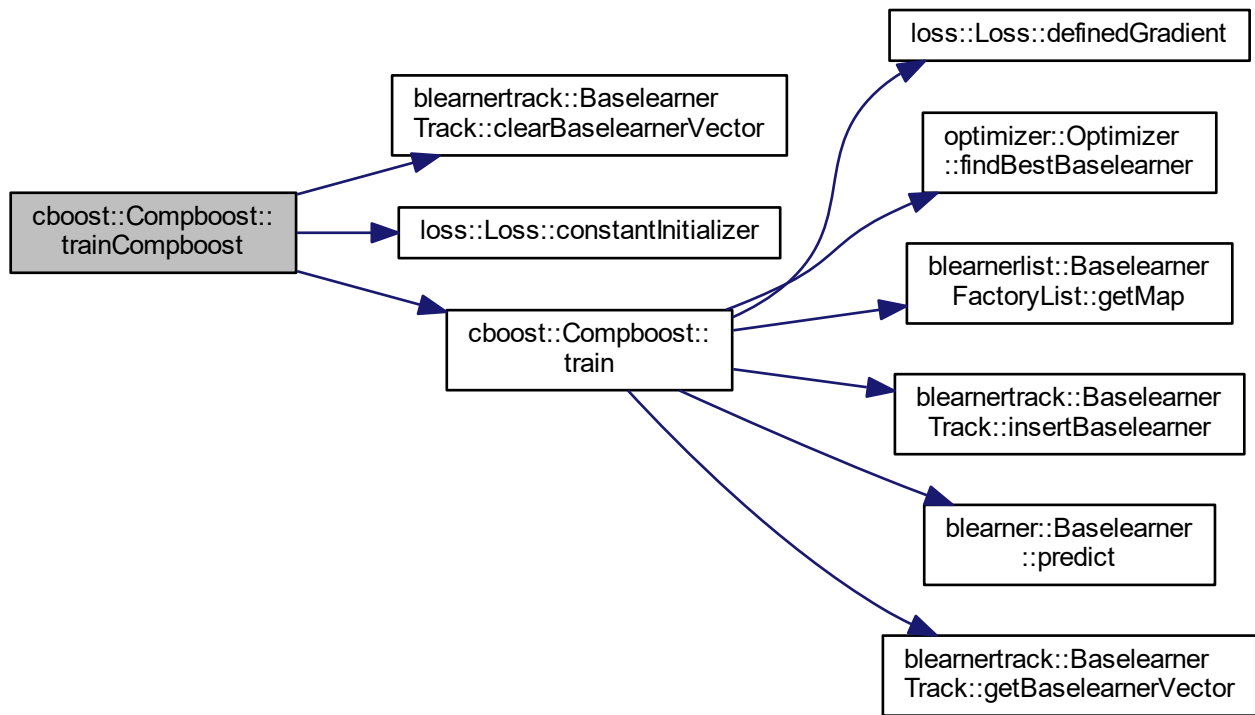 cboost::Compboost::
trainCompboost
blearnertrack::Baselearner
Track::clearBaselearnerVector
loss::Loss::constantInitializer
cboost::Compboost::
train
loss::Loss::definedGradient
optimizer::Optimizer
::findBestBaselearner
blearnerlist::Baselearner
FactoryList::getMap
blearnertrack::Baselearner
Track::insertBaselearner
blearner::Baselearner
::predict
blearnertrack::Baselearner
Track::getBaselearnerVector